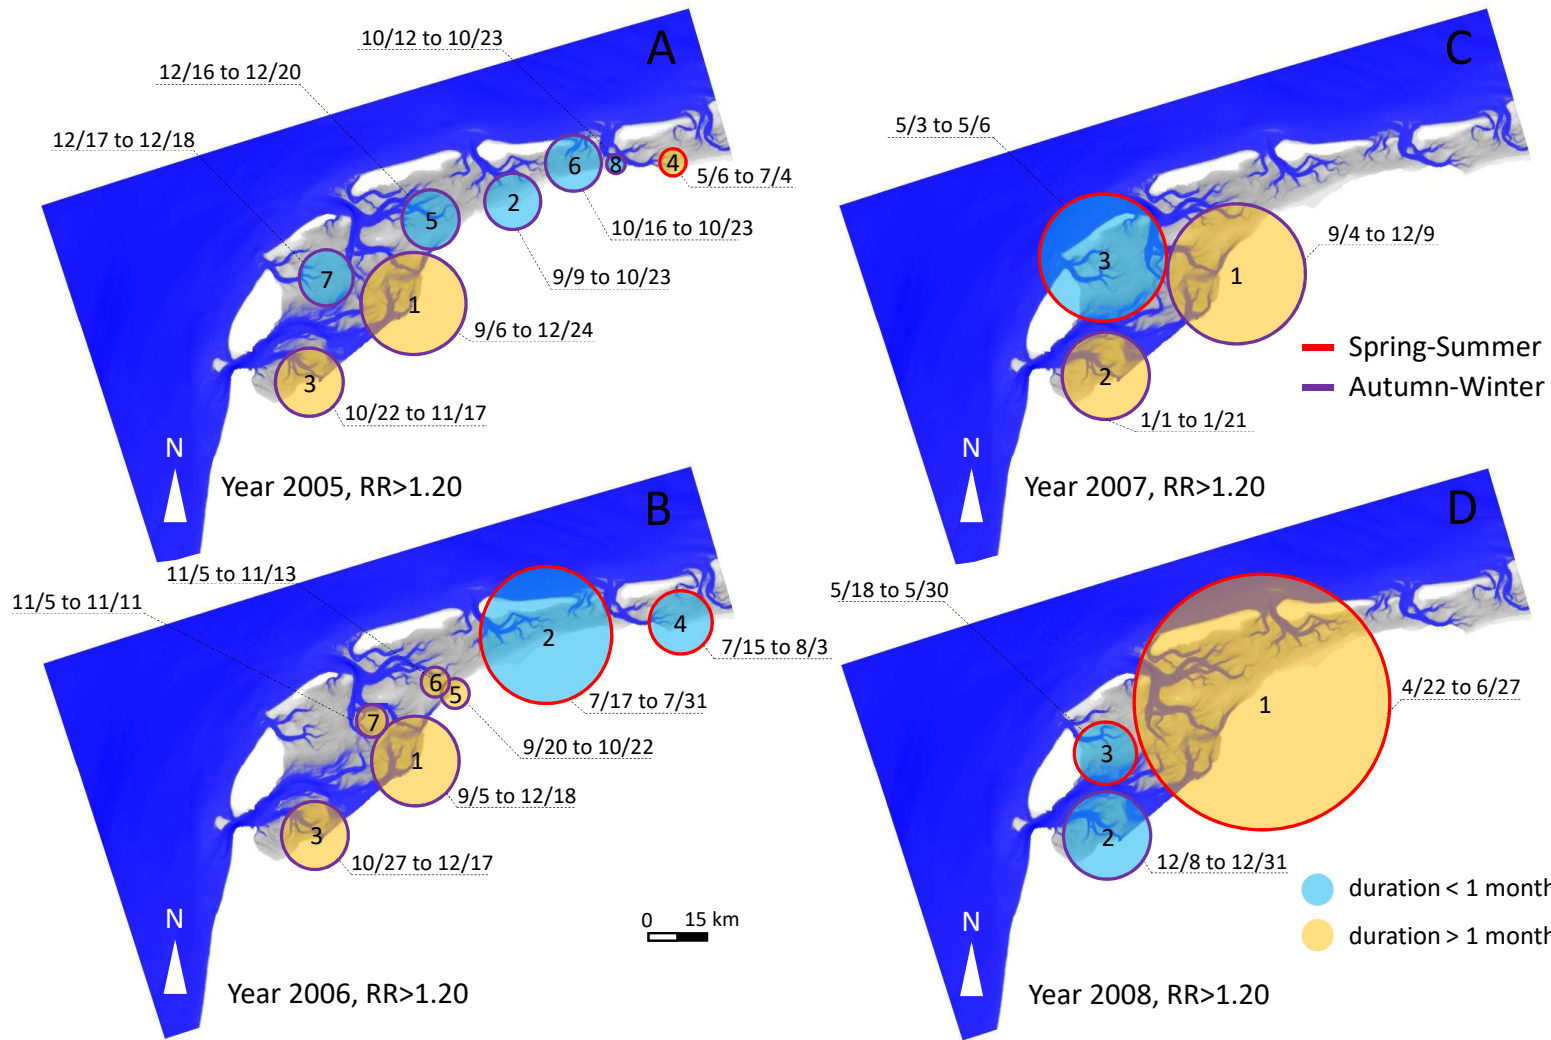 A
10/12 to 10/23
12/16 to 12/20
12/17 to 12/18
6
8
4
5/6 to 7/4
2
5
10/16 to 10/23
7
9/9 to 10/23
1
9/6 to 12/24
3
10/22 to 11/17
N
Year 2005, RR>1.20
C
5/3 to 5/6
3
1
9/4 to 12/9
2
1/1 to 1/21
Spring-Summer
Autumn-Winter
N
Year 2007, RR>1.20
B
11/5 to 11/13
11/5 to 11/11
2
4
7/15 to 8/3
6
5
7/17 to 7/31
7
9/20 to 10/22
1
9/5 to 12/18
3
10/27 to 12/17
N
0 15 km
Year 2006, RR>1.20
D
5/18 to 5/30
1
4/22 to 6/27
3
2
12/8 to 12/31
duration < 1 month
duration > 1 month
N
Year 2008, RR>1.20